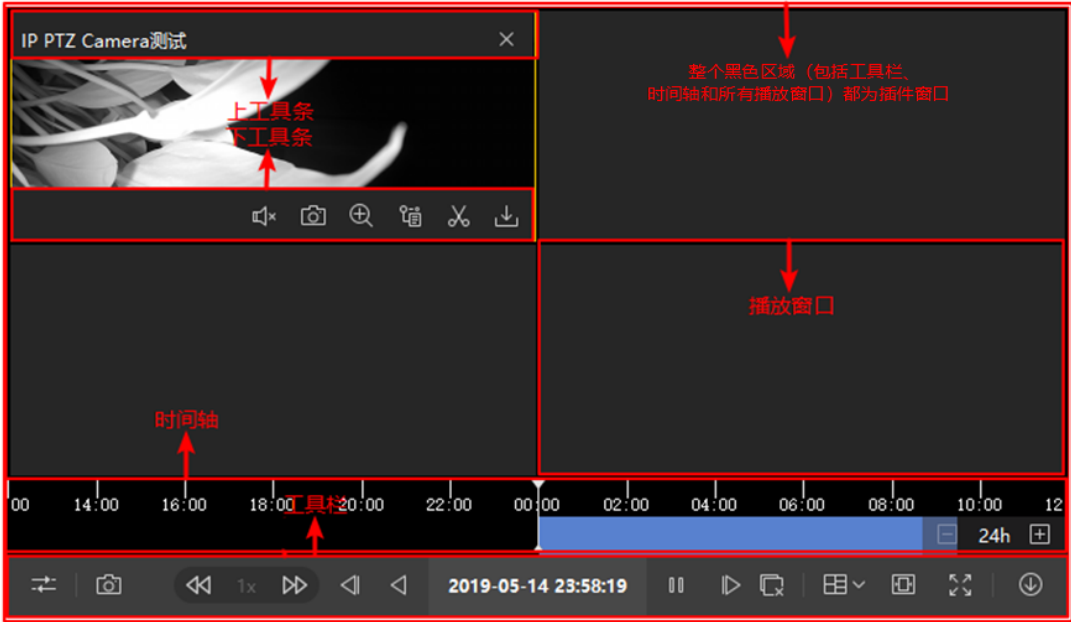 IP PTZ Camera测试
整个黑色区域（包括工具栏、
时间轴和所有播放窗口）都为插件窗口
上工具条
下工具条
播放窗口
时间轴
00 14:00 16:00 18:00 20:00 22:00 00:00 02:00 04:00 06:00 08:00 10:00 12
工具栏
24h
1x 2019-05-14 23:58:19